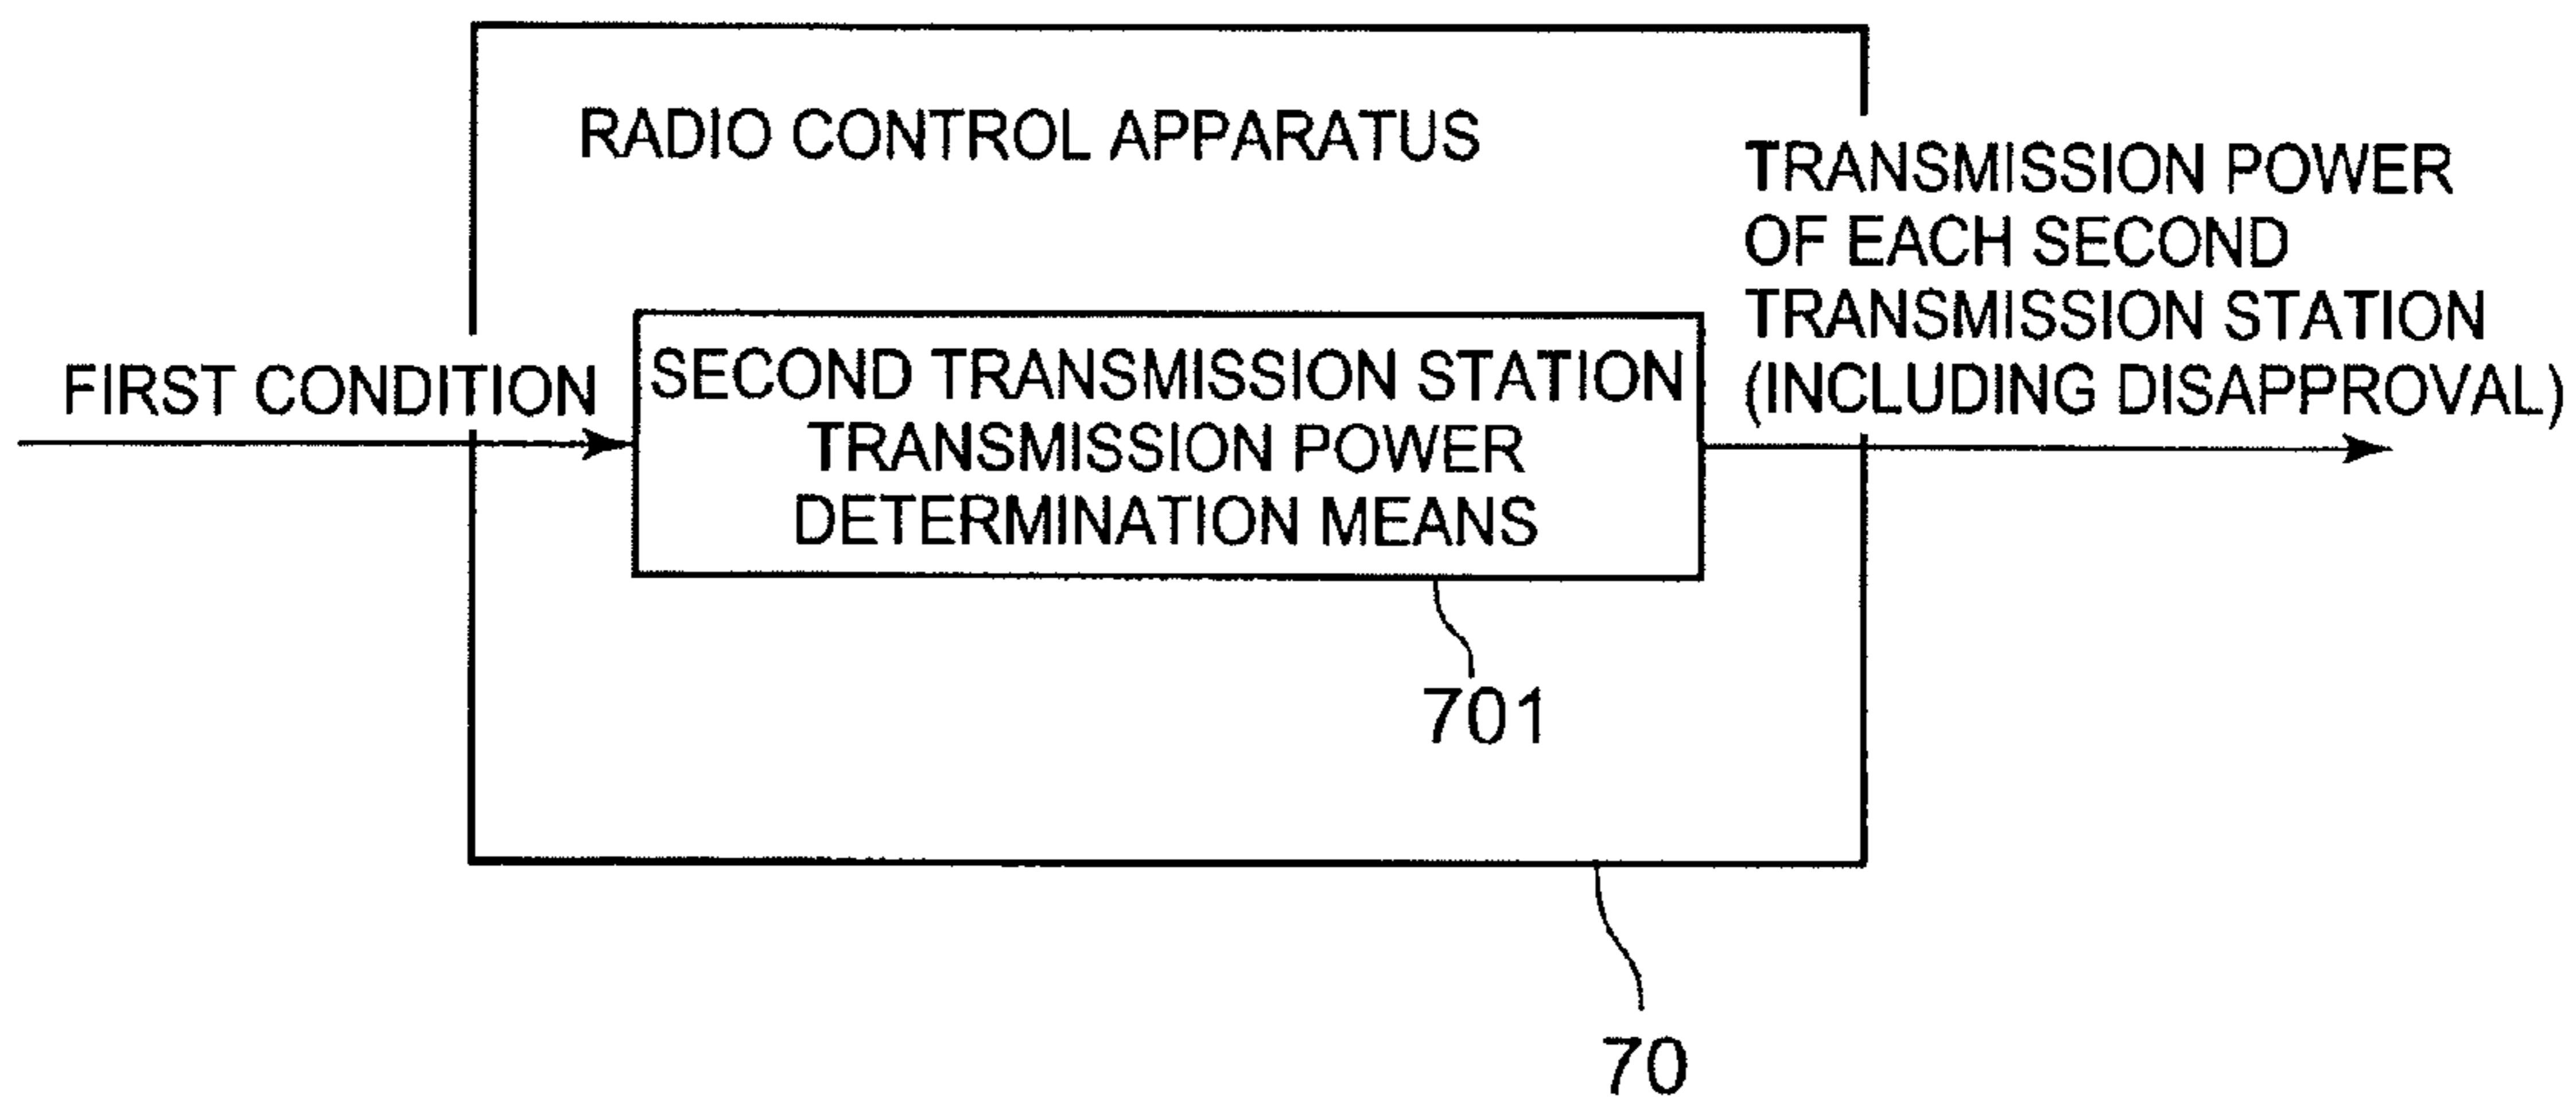 RADIO CONTROL APPARATUS
TRANSMISSION POWER
OF EACH SECOND
TRANSMISSION STATION
(INCLUDING DISAPPROVAL)
FIRST CONDITION
SECOND TRANSMISSION STATION
TRANSMISSION POWER
DETERMINATION MEANS
701
70